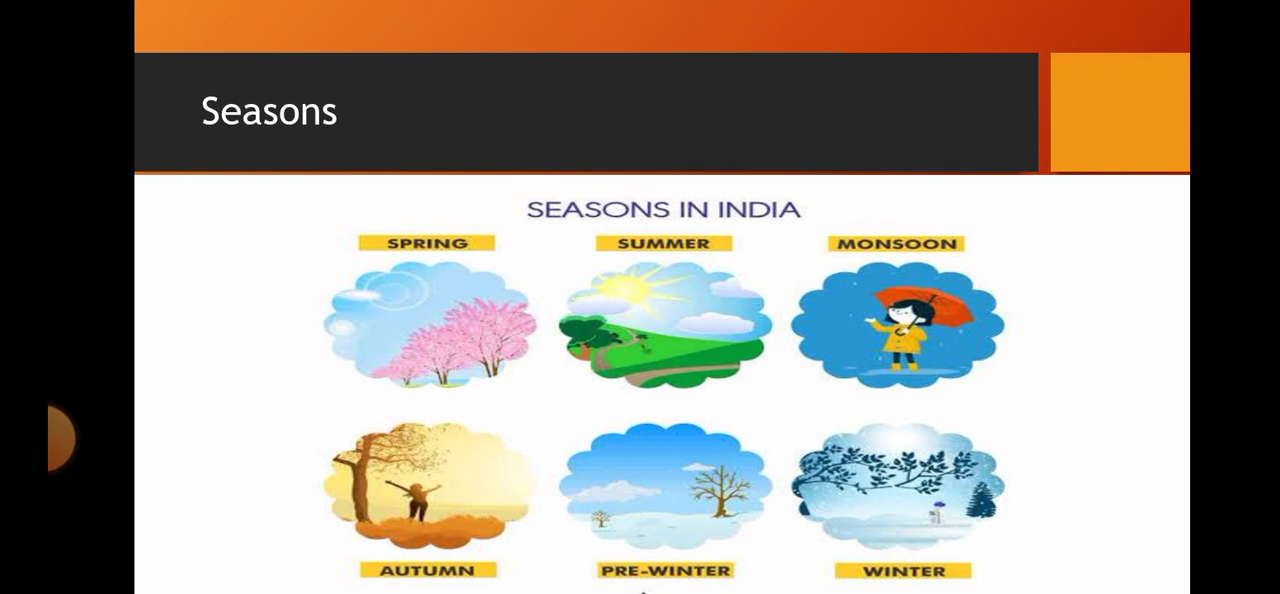 Seasons
SEASONS IN INDIA
SPRING SUMMER MONSOON
AUTUMN PRE-WINTER WINTER